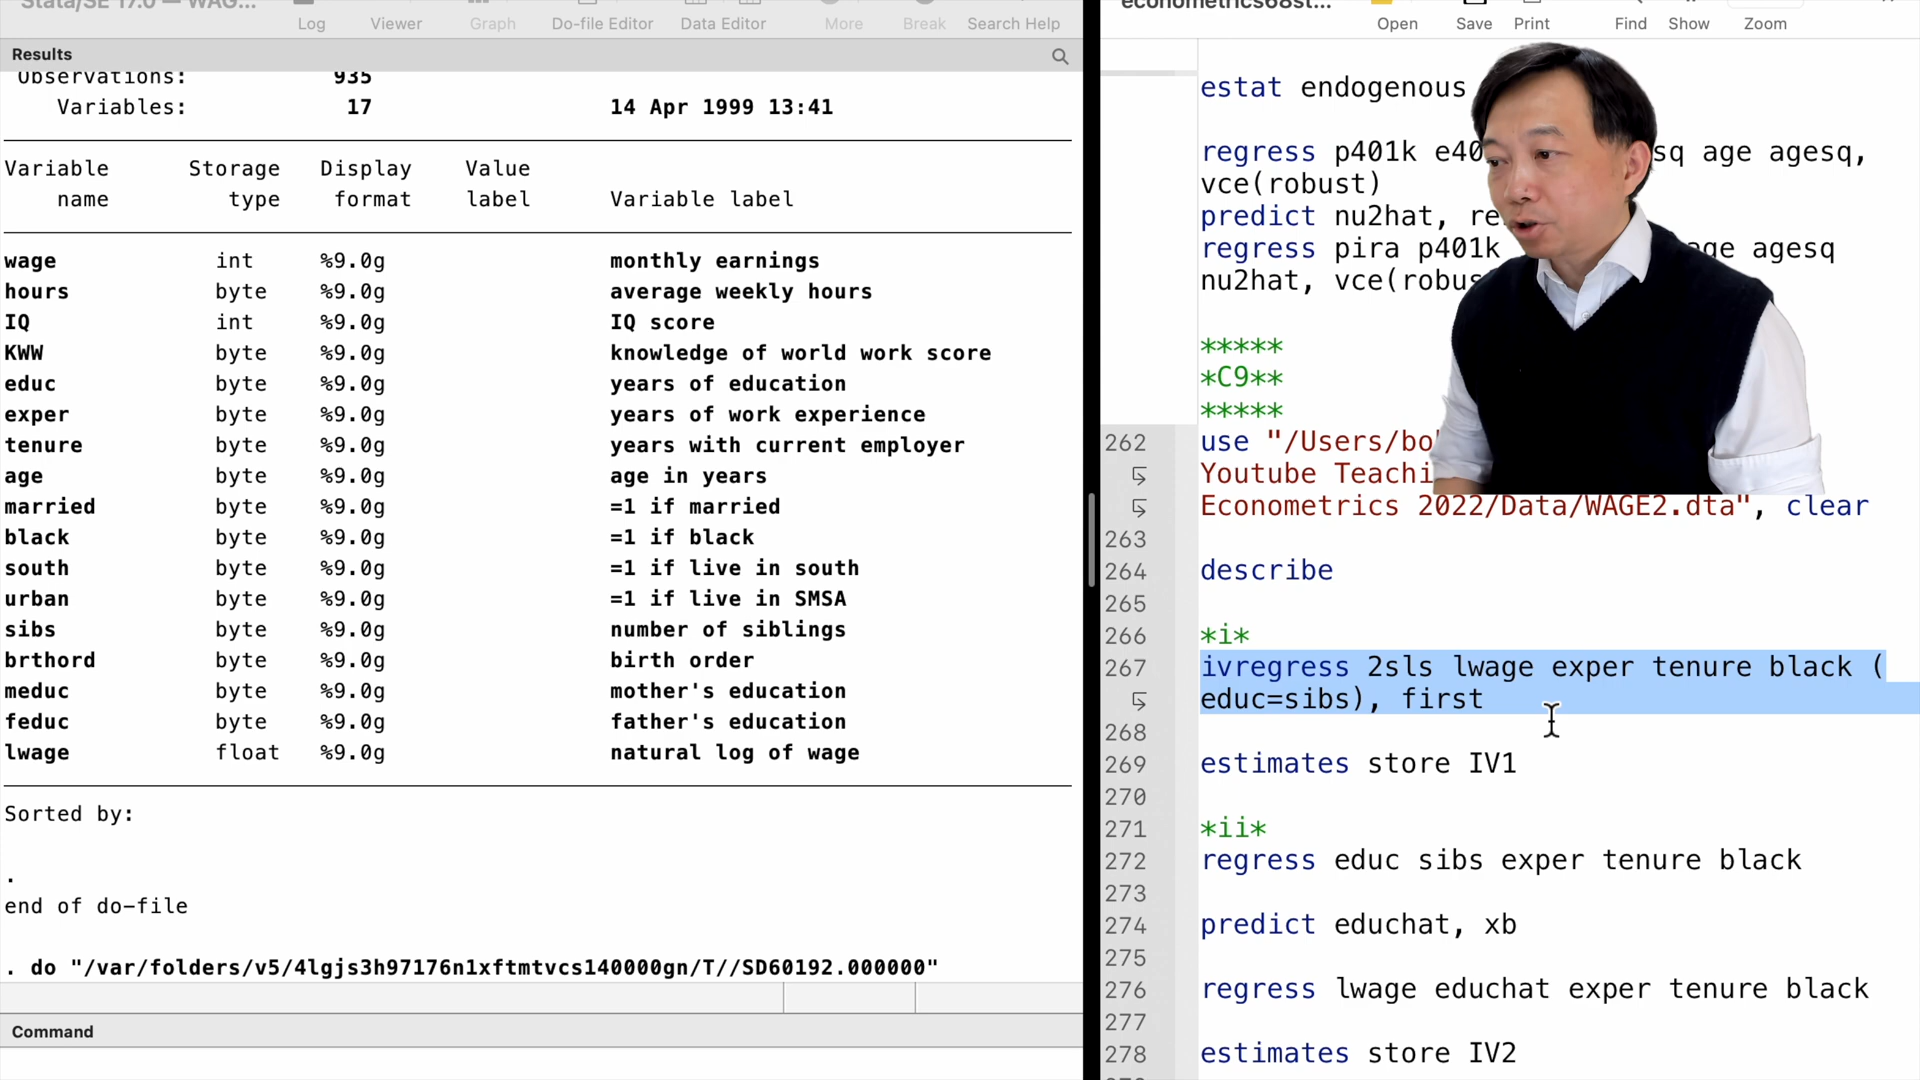 Stata/SE 17.0 — WAG...
Log Viewer Graph Do-file Editor Data Editor More Break Search Help
Results
Observations: 935
Variables: 17 14 Apr 1999 13:41
Variable Storage Display Value
name type format label Variable label
wage int %9.0g monthly earnings
hours byte %9.0g average weekly hours
IQ int %9.0g IQ score
KWW byte %9.0g knowledge of world work score
educ byte %9.0g years of education
exper byte %9.0g years of work experience
tenure byte %9.0g years with current employer
age byte %9.0g age in years
married byte %9.0g =1 if married
black byte %9.0g =1 if black
south byte %9.0g =1 if live in south
urban byte %9.0g =1 if live in SMSA
sibs byte %9.0g number of siblings
brthord byte %9.0g birth order
meduc byte %9.0g mother's education
feduc byte %9.0g father's education
lwage float %9.0g natural log of wage
Sorted by:
.
end of do-file
. do "/var/folders/v5/4lgjs3h97176n1xftmtvcs140000gn/T//SD60192.000000"
Command
econometrics68st...
Open Save Print Find Show Zoom
estat endogenous
regress p401k e40 sq age agesq,
vce(robust)
predict nu2hat, re
regress pira p401k age agesq
nu2hat, vce(robus
*****
*C9**
*****
262 use "/Users/bo
Youtube Teachi
Econometrics 2022/Data/WAGE2.dta", clear
263
264 describe
265
266 *i*
267 ivregress 2sls lwage exper tenure black (
educ=sibs), first
268
269 estimates store IV1
270
271 *ii*
272 regress educ sibs exper tenure black
273
274 predict educhat, xb
275
276 regress lwage educhat exper tenure black
277
278 estimates store IV2